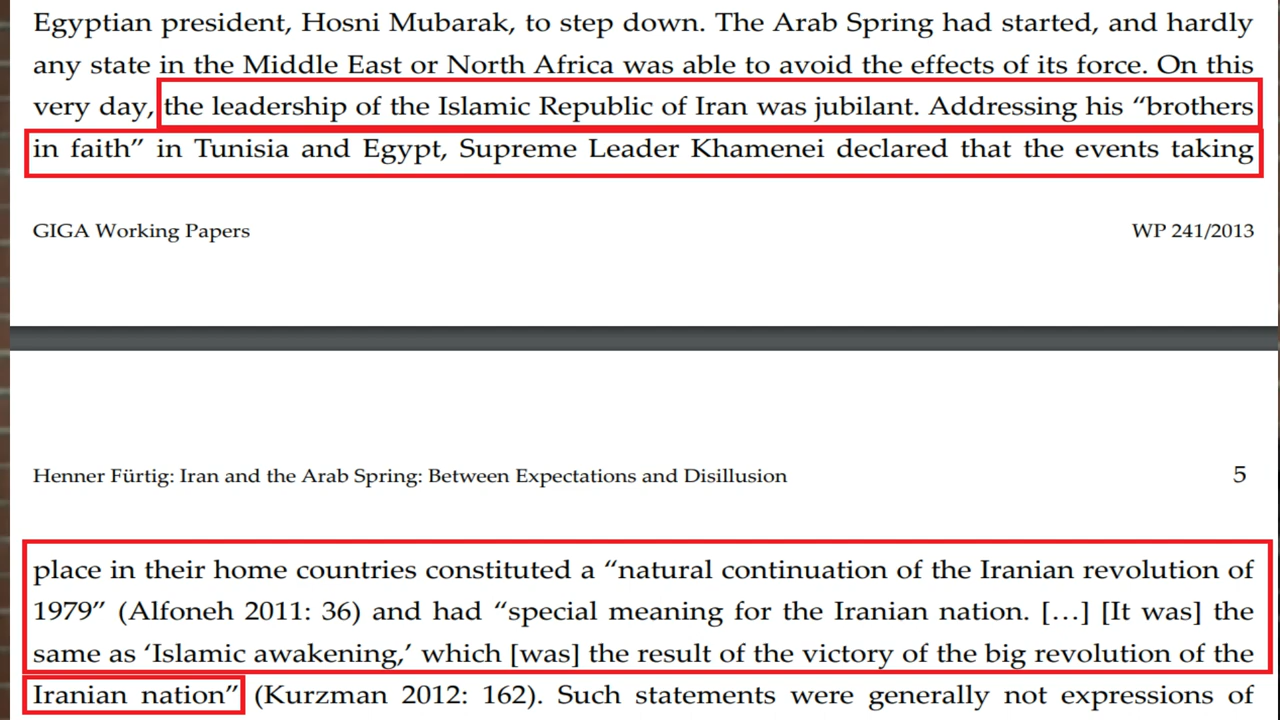 Egyptian president, Hosni Mubarak, to step down. The Arab Spring had started, and hardly
any state in the Middle East or North Africa was able to avoid the effects of its force. On this
very day, the leadership of the Islamic Republic of Iran was jubilant. Addressing his “brothers
in faith” in Tunisia and Egypt, Supreme Leader Khamenei declared that the events taking
GIGA Working Papers WP 241/2013
Henner Fürtig: Iran and the Arab Spring: Between Expectations and Disillusion 5
place in their home countries constituted a “natural continuation of the Iranian revolution of
1979” (Alfoneh 2011: 36) and had “special meaning for the Iranian nation. […] [It was] the
same as ‘Islamic awakening,’ which [was] the result of the victory of the big revolution of the
Iranian nation” (Kurzman 2012: 162). Such statements were generally not expressions of